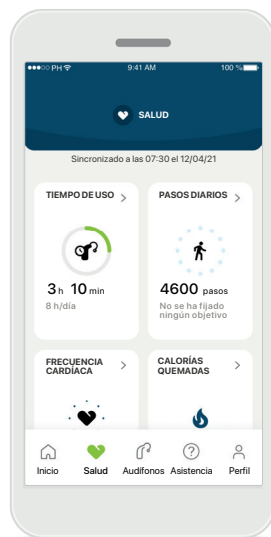 ●●●○○ PH 9:41 AM 100 %
SALUD
Sincronizado a las 07:30 el 12/04/21
TIEMPO DE USO >
3 h 10 min
8 h/día
PASOS DIARIOS >
4600 pasos
No se ha fijado
ningún objetivo
FRECUENCIA
CARDÍACA >
CALORÍAS
QUEMADAS >
Inicio Salud Audífonos Asistencia Perfil